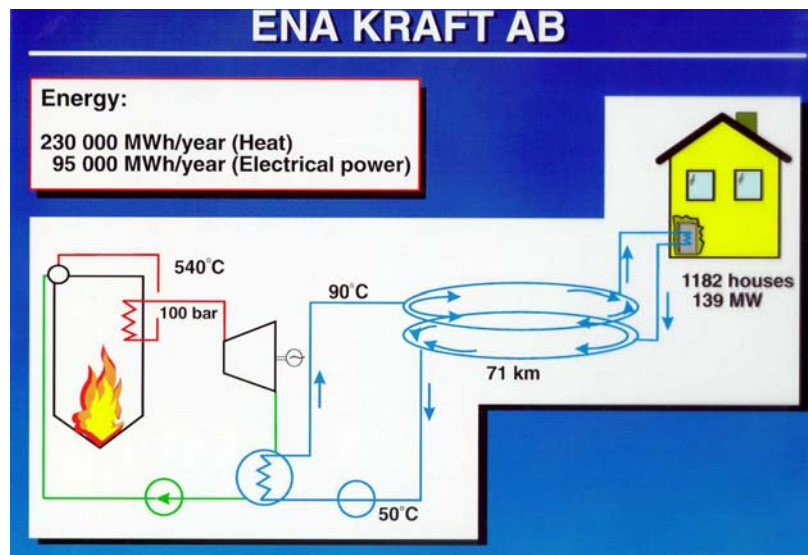 ENA KRAFT AB
Energy:
230 000 MWh/year (Heat)
95 000 MWh/year (Electrical power)
540°C
100 bar
90°C
1182 houses
139 MW
71 km
50°C